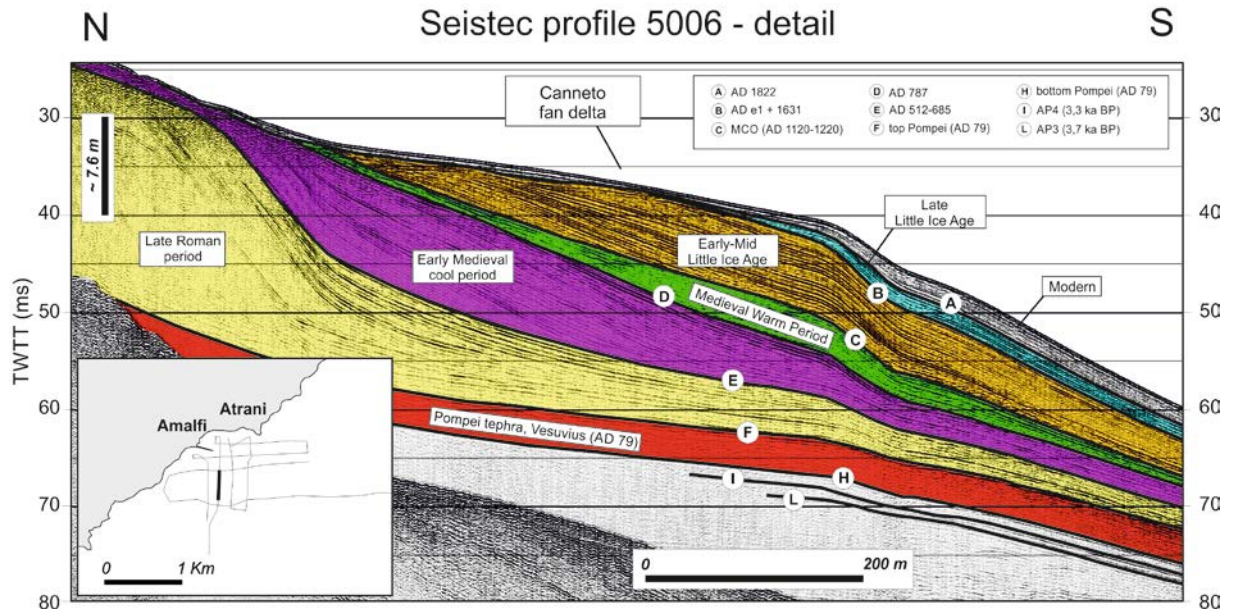 N
Seistec profile 5006 - detail
S
Canneto
fan delta
A AD 1822
B AD e1 + 1631
C MCO (AD 1120-1220)
D AD 787
E AD 512-685
F top Pompei (AD 79)
H bottom Pompei (AD 79)
I AP4 (3,3 ka BP)
L AP3 (3,7 ka BP)
30
30
~ 7.6 m
40
40
Late
Little Ice Age
Late Roman
period
Early Medieval
cool period
Early-Mid
Little Ice Age
Modern
B
A
D
Medieval Warm Period
C
50
50
TWTT (ms)
E
60
60
Pompei tephra, Vesuvius (AD 79)
F
H
I
L
70
70
Atrani
Amalfi
0
1 Km
0
200 m
80
80